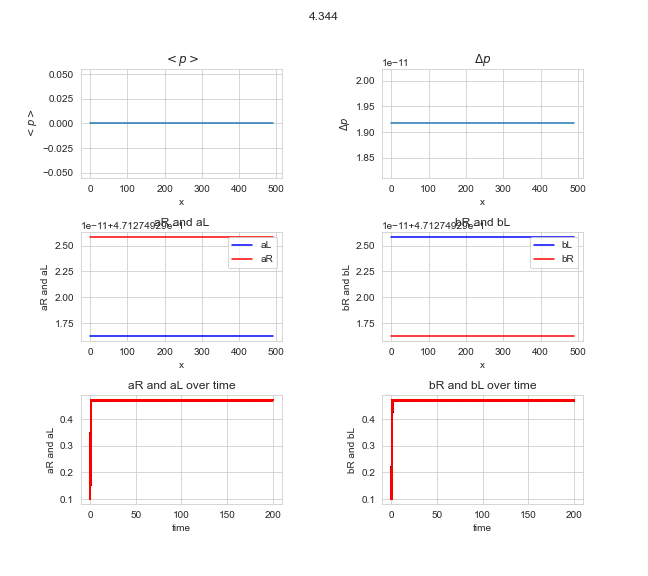 4.344
< p >
Δp
1e−11
0.050
0.025
0.000
−0.025
−0.050
< p >
0 100 200 300 400 500
x
2.00
1.95
1.90
1.85
Δp
0 100 200 300 400 500
x
aR and aL
1e−11+4.71274929e−1
2.50
2.25
2.00
1.75
aR and aL
aL
aR
0 100 200 300 400 500
x
bR and bL
1e−11+4.71274929e−1
2.50
2.25
2.00
1.75
bR and bL
bL
bR
0 100 200 300 400 500
x
aR and aL over time
0.4
0.3
0.2
0.1
aR and aL
0 50 100 150 200
time
bR and bL over time
0.4
0.3
0.2
0.1
bR and bL
0 50 100 150 200
time